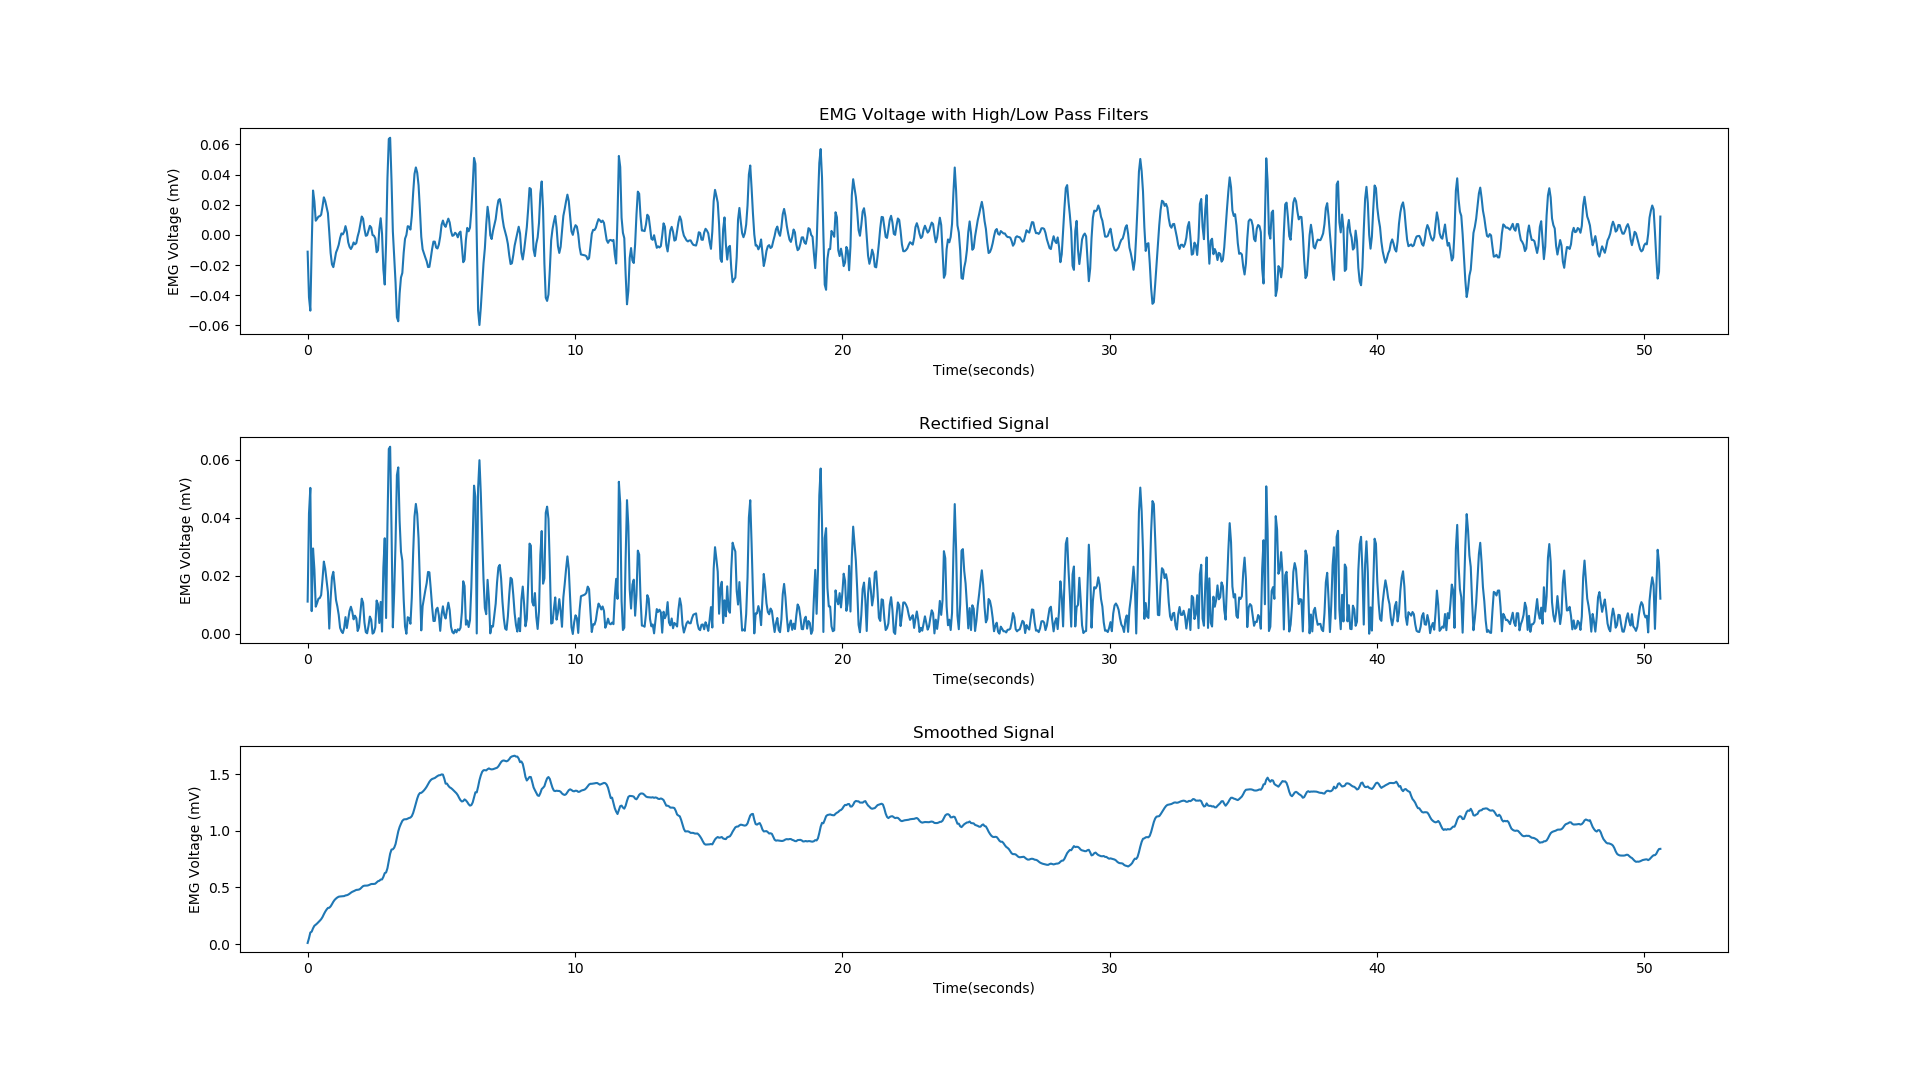 EMG Voltage with High/Low Pass Filters
EMG Voltage (mV)
0.06
0.04
0.02
0.00
−0.02
−0.04
−0.06
0 10 20 30 40 50
Time(seconds)
Rectified Signal
EMG Voltage (mV)
0.06
0.04
0.02
0.00
0 10 20 30 40 50
Time(seconds)
Smoothed Signal
EMG Voltage (mV)
1.5
1.0
0.5
0.0
0 10 20 30 40 50
Time(seconds)